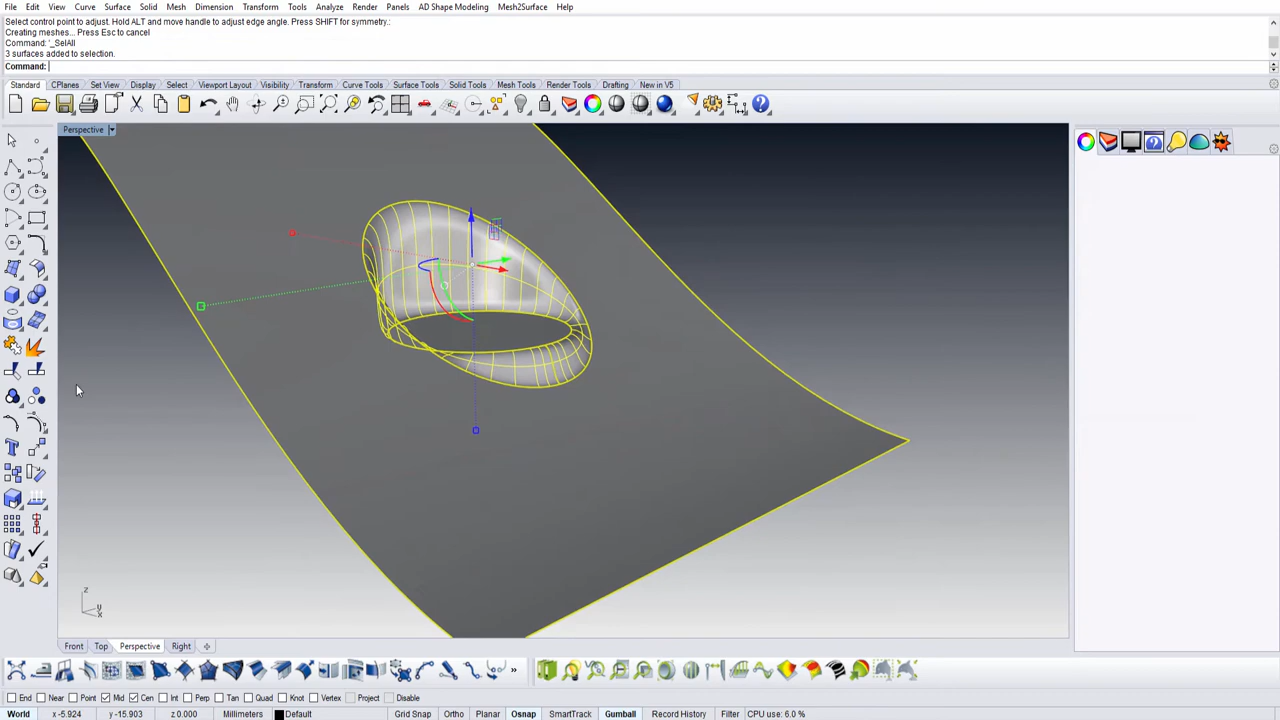 File Edit View Curve Surface Solid Mesh Dimension Transform Tools Analyze Render Panels AD Shape Modeling Mesh2Surface Help
Select control point to adjust. Hold ALT and move handle to adjust edge angle. Press SHIFT for symmetry.:
Creating meshes... Press Esc to cancel
Command: '_SelAll
3 surfaces added to selection.
Command:
Standard CPlanes Set View Display Select Viewport Layout Visibility Transform Curve Tools Surface Tools Solid Tools Mesh Tools Render Tools Drafting New in V5
Perspective
z
y
x
Front Top Perspective Right
End Near Point Mid Cen Int Perp Tan Quad Knot Vertex Project Disable
World x -5.924 y -15.903 z 0.000 Millimeters Default Grid Snap Ortho Planar Osnap SmartTrack Gumball Record History Filter CPU use: 6.0 %